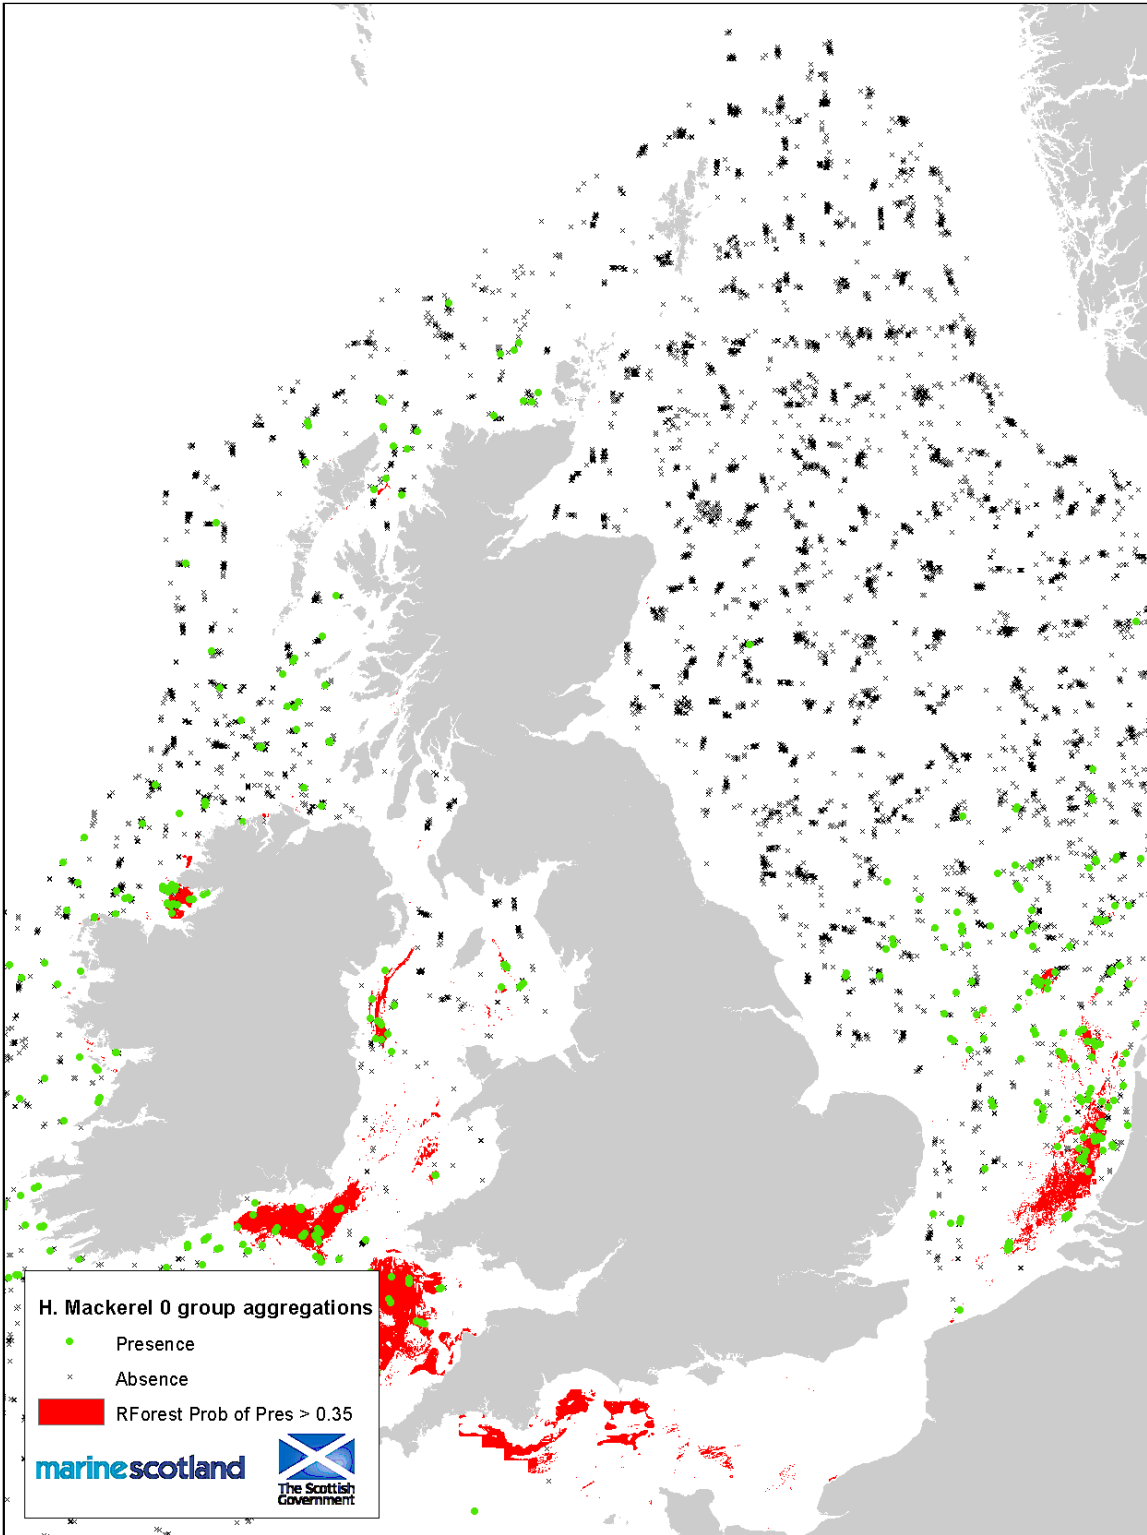 H. Mackerel 0 group aggregations
Presence
Absence
RForest Prob of Pres > 0.35
marinescotland
The Scottish
Government